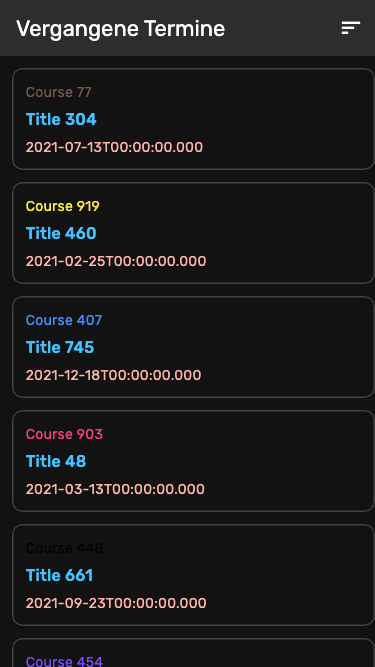 Vergangene Termine
Course 77
Title 304
2021-07-13T00:00:00.000
Course 919
Title 460
2021-02-25T00:00:00.000
Course 407
Title 745
2021-12-18T00:00:00.000
Course 903
Title 48
2021-03-13T00:00:00.000
Course 448
Title 661
2021-09-23T00:00:00.000
Course 454